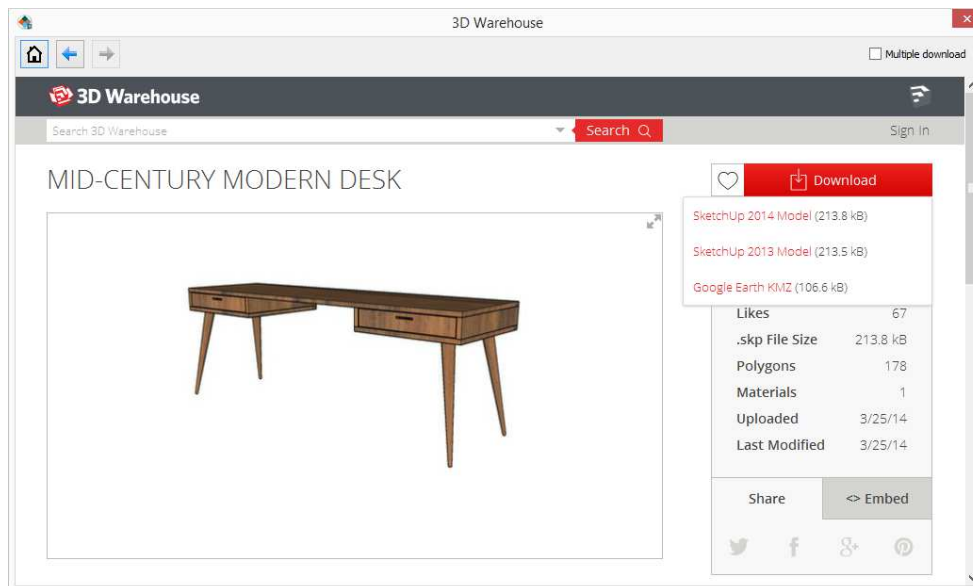 3D Warehouse
Multiple download
3D Warehouse
Search 3D Warehouse
Search
Sign In
MID-CENTURY MODERN DESK
Download
SketchUp 2014 Model (213.8 kB)
SketchUp 2013 Model (213.5 kB)
Google Earth KMZ (106.6 kB)
Likes 67
.skp File Size 213.8 kB
Polygons 178
Materials 1
Uploaded 3/25/14
Last Modified 3/25/14
Share <> Embed